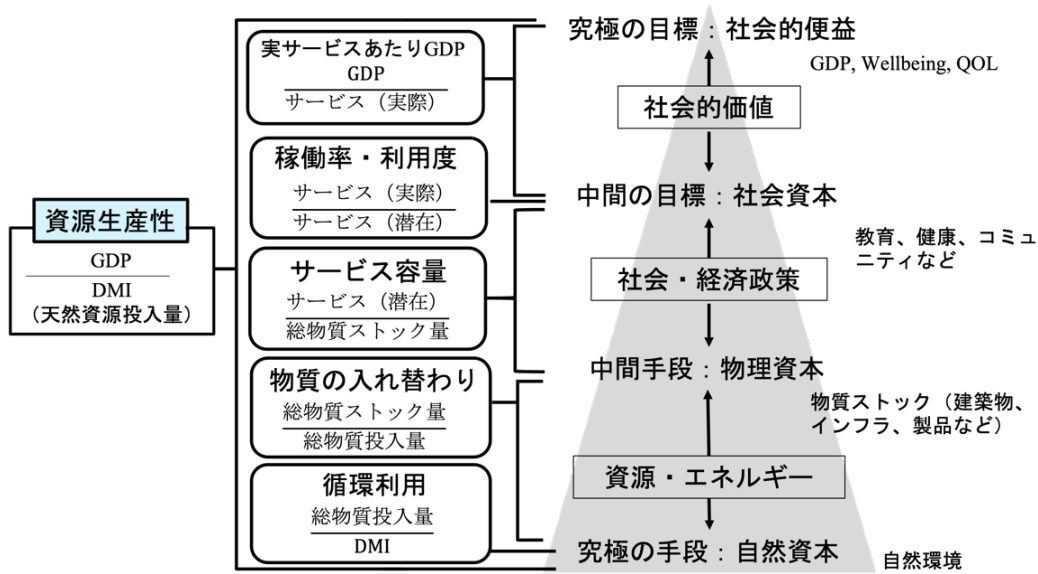 資源生産性
GDP
DMI
（天然資源投入量）
実サービスあたりGDP
GDP
サービス（実際）
稼働率・利用度
サービス（実際）
サービス（潜在）
サービス容量
サービス（潜在）
総物質ストック量
物質の入れ替わり
総物質ストック量
総物質投入量
循環利用
総物質投入量
DMI
究極の目標：社会的便益
GDP, Wellbeing, QOL
社会的価値
中間の目標：社会資本
教育、健康、コミュ
ニティなど
社会・経済政策
中間手段：物理資本
物質ストック（建築物、
インフラ、製品など）
資源・エネルギー
究極の手段：自然資本
自然環境